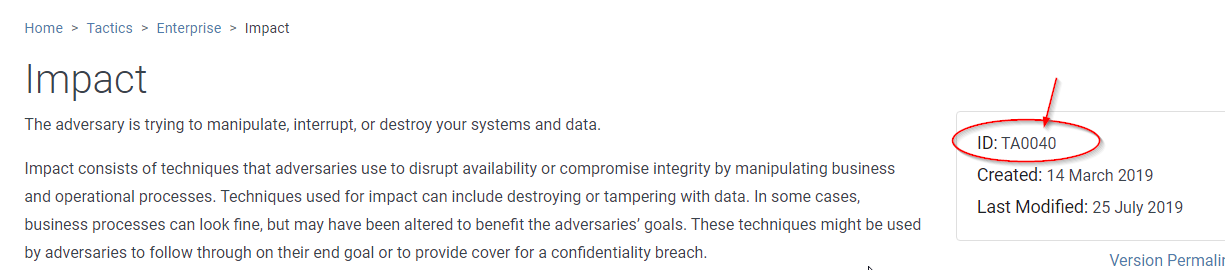 Home > Tactics > Enterprise > Impact
Impact
The adversary is trying to manipulate, interrupt, or destroy your systems and data.
Impact consists of techniques that adversaries use to disrupt availability or compromise integrity by manipulating business
and operational processes. Techniques used for impact can include destroying or tampering with data. In some cases,
business processes can look fine, but may have been altered to benefit the adversaries’ goals. These techniques might be used
by adversaries to follow through on their end goal or to provide cover for a confidentiality breach.
ID: TA0040
Created: 14 March 2019
Last Modified: 25 July 2019
Version